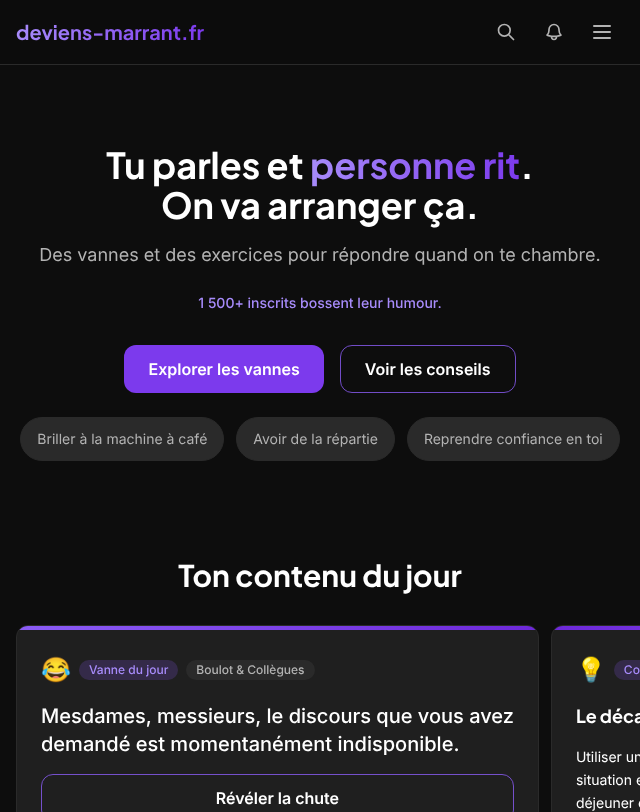 deviens-marrant.fr
Tu parles et personne rit.
On va arranger ça.
Des vannes et des exercices pour répondre quand on te chambre.
1 500+ inscrits bossent leur humour.
Explorer les vannes
Voir les conseils
Briller à la machine à café
Avoir de la répartie
Reprendre confiance en toi
Ton contenu du jour
Vanne du jour
Boulot & Collègues
Mesdames, messieurs, le discours que vous avez
demandé est momentanément indisponible.
Révéler la chute
Co
Le déca
Utiliser un
situation e
déjeuner